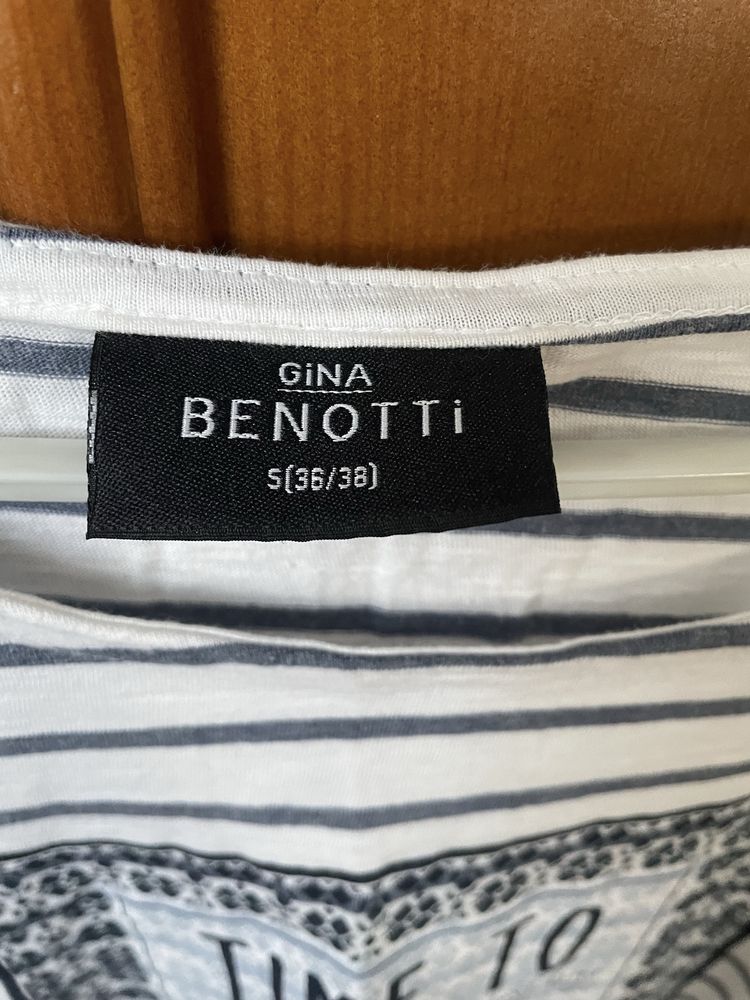 GiNA
BENOTTi
S(36/38)
TIME TO